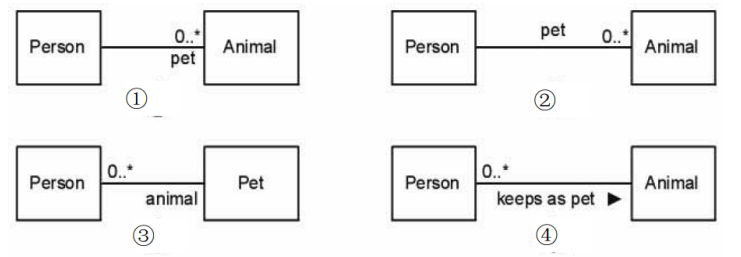 Person 0..* pet Animal
①
Person pet 0..* Animal
②
Person 0..* animal Pet
③
Person 0..* keeps as pet ► Animal
④